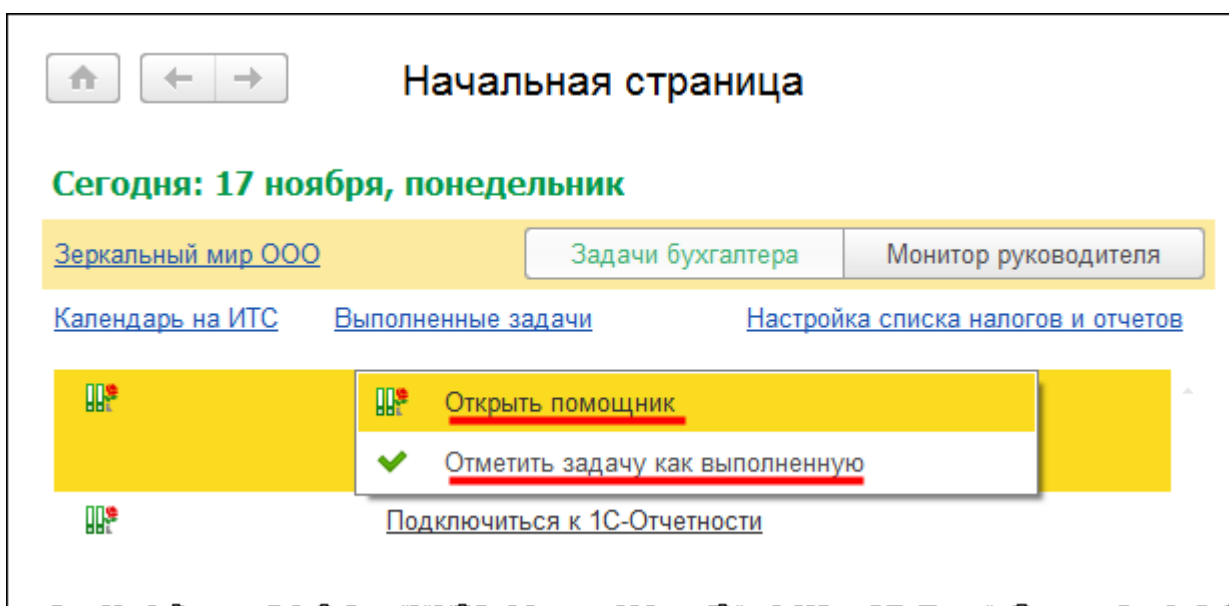 Начальная страница
Сегодня: 17 ноября, понедельник
Зеркальный мир ООО Задачи бухгалтера Монитор руководителя
Календарь на ИТС Выполненные задачи Настройка списка налогов и отчетов
Открыть помощник
Отметить задачу как выполненную
Подключиться к 1С-Отчетности